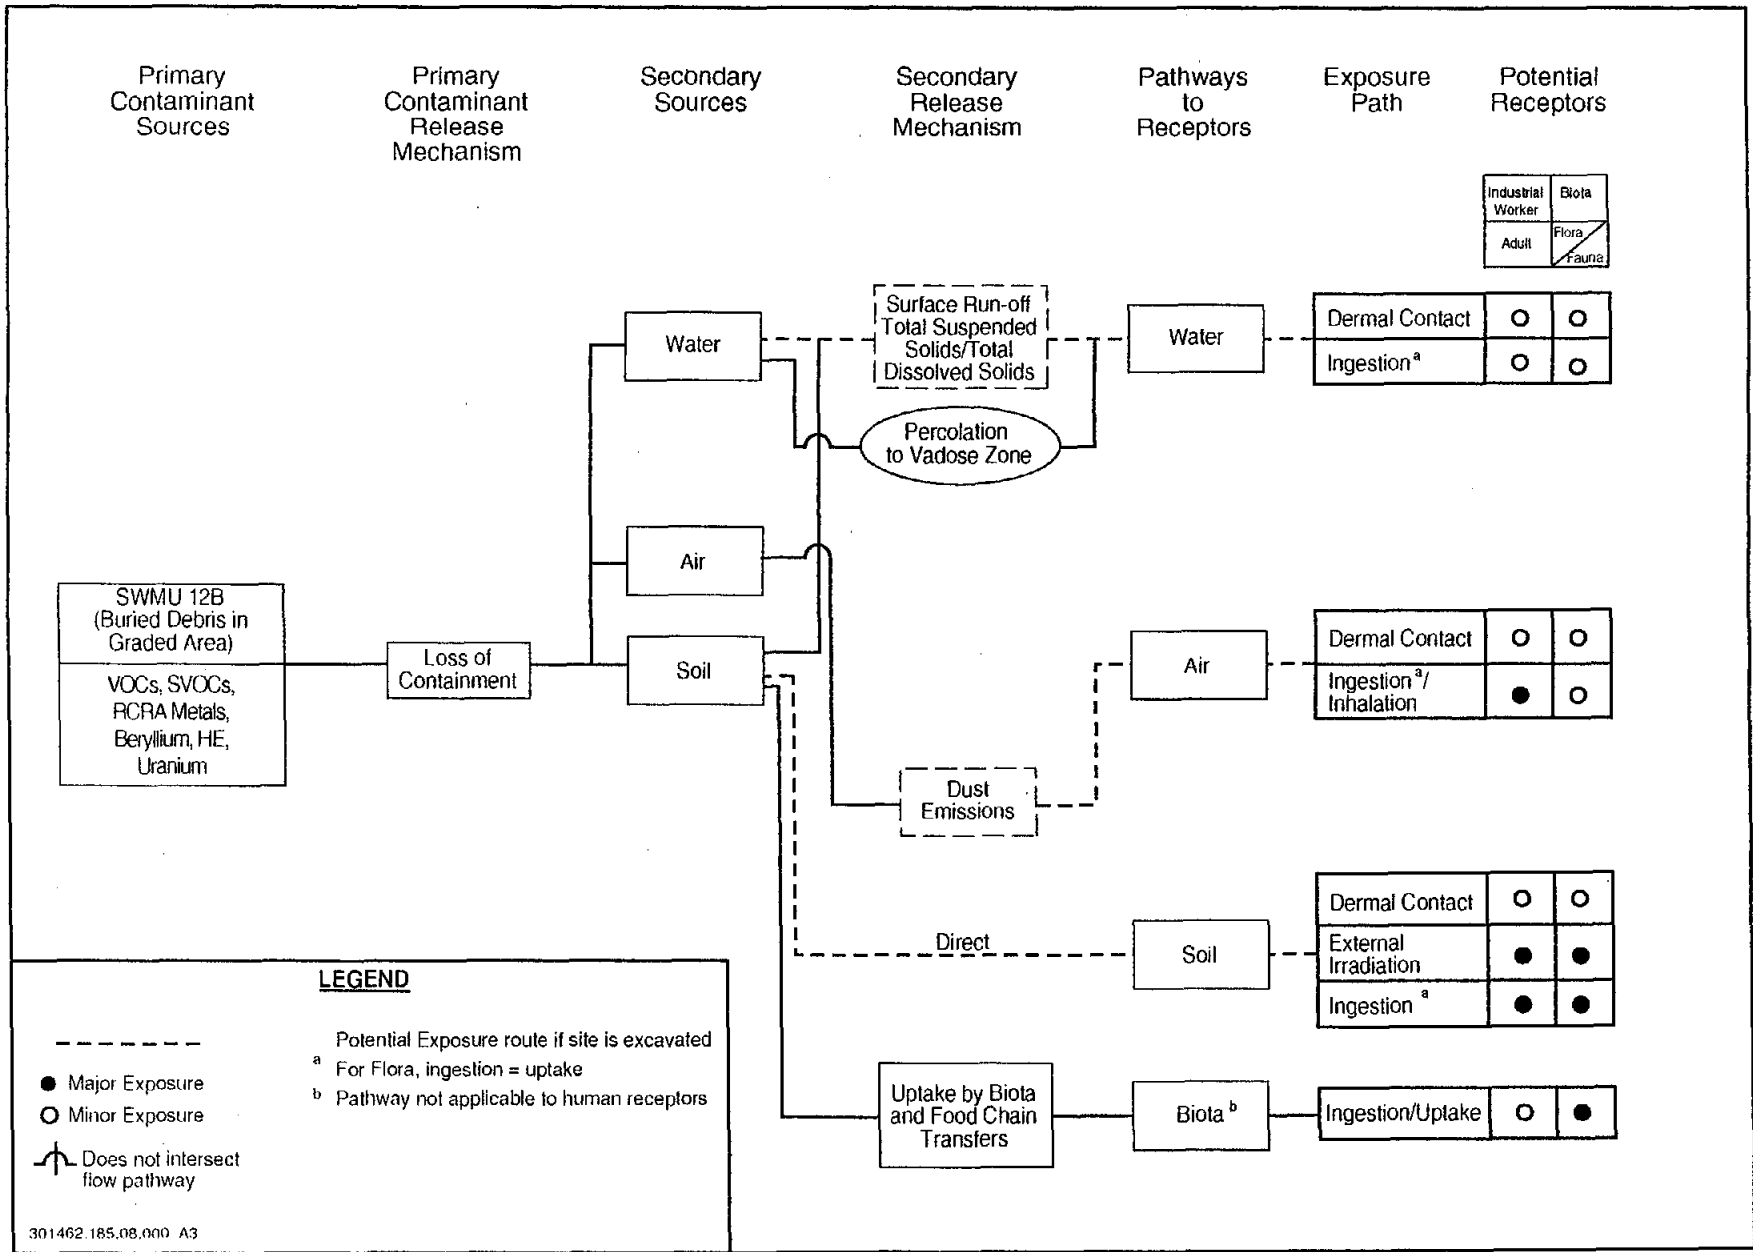 Primary
Contaminant
Sources
Primary
Contaminant
Release
Mechanism
Secondary
Sources
Secondary
Release
Mechanism
Pathways
to
Receptors
Exposure
Path
Potential
Receptors
Industrial
Worker
Biota
Adult
Flora
Fauna
Water
Surface Run-off
Total Suspended
Solids/Total
Dissolved Solids
Water
Dermal Contact
Ingestion a
Percolation
to Vadose Zone
Air
SWMU 12B
(Buried Debris in
Graded Area)
VOCs, SVOCs,
RCRA Metals,
Beryllium, HE,
Uranium
Loss of
Containment
Soil
Air
Dermal Contact
Ingestion a/
Inhalation
Dust
Emissions
Direct
Soil
Dermal Contact
External
Irradiation
Ingestion a
Uptake by Biota
and Food Chain
Transfers
Biota b
Ingestion/Uptake
LEGEND
Potential Exposure route if site is excavated
a For Flora, ingestion = uptake
b Pathway not applicable to human receptors
Major Exposure
Minor Exposure
Does not intersect
flow pathway
301462.185.08.000 A3